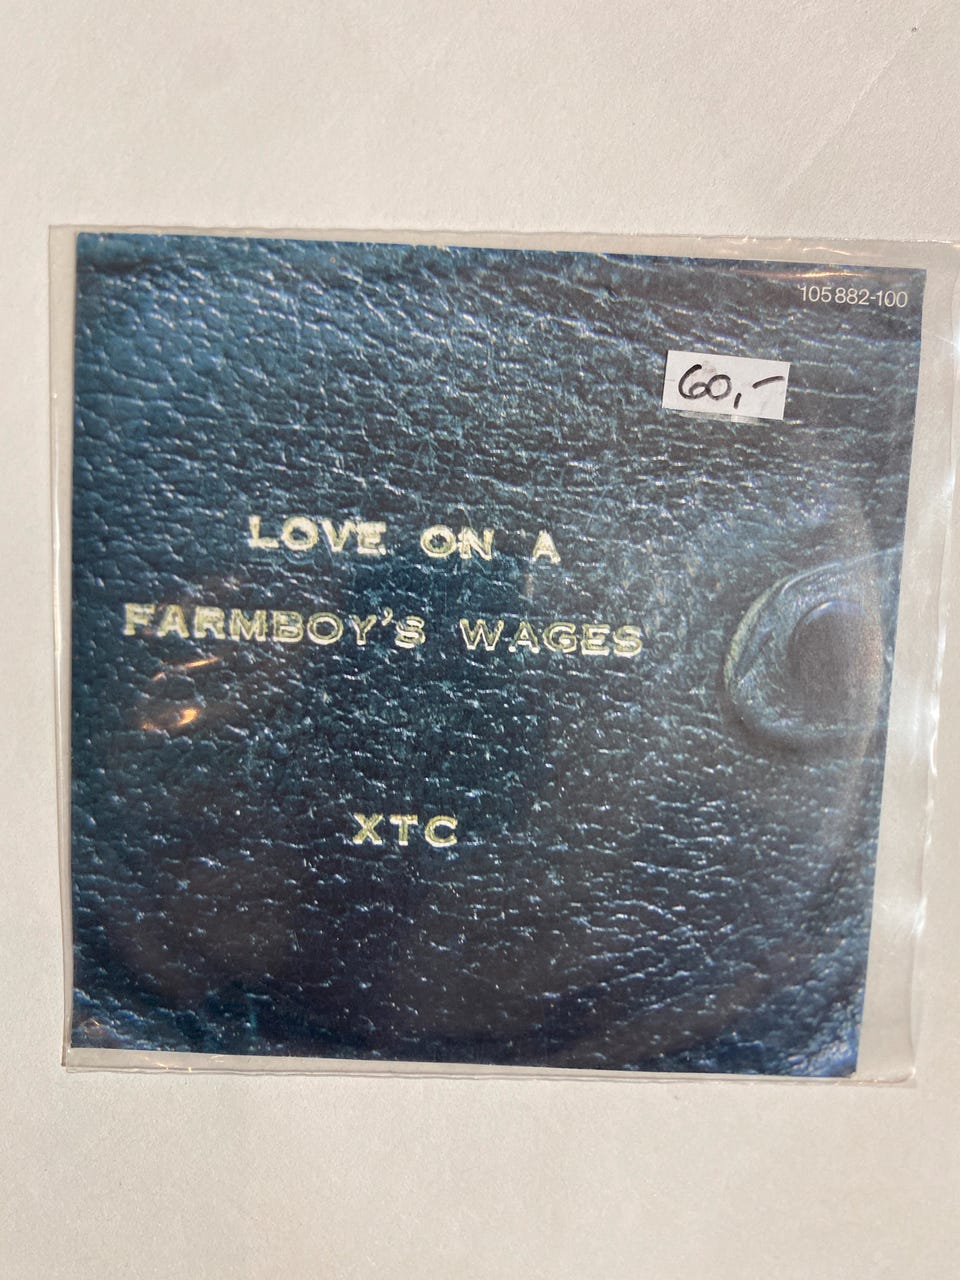 105 882-100
60,-
LOVE ON A
FARMBOY'S WAGES
XTC